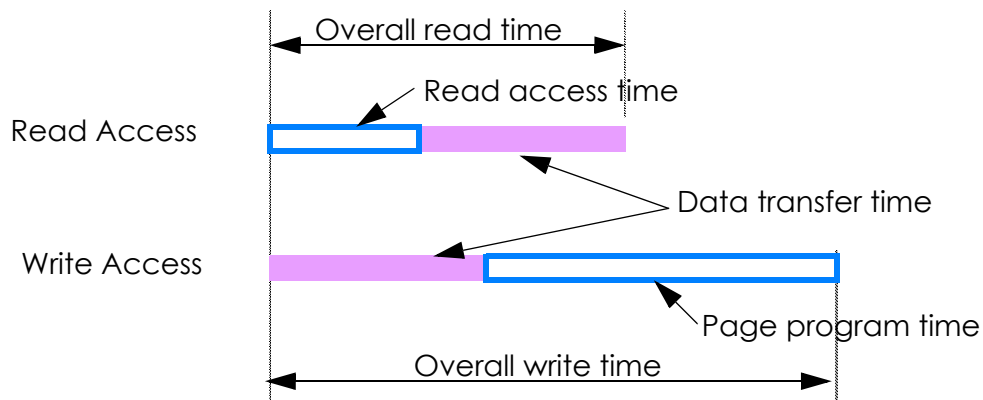 Overall read time
Read access time
Read Access
Data transfer time
Write Access
Page program time
Overall write time